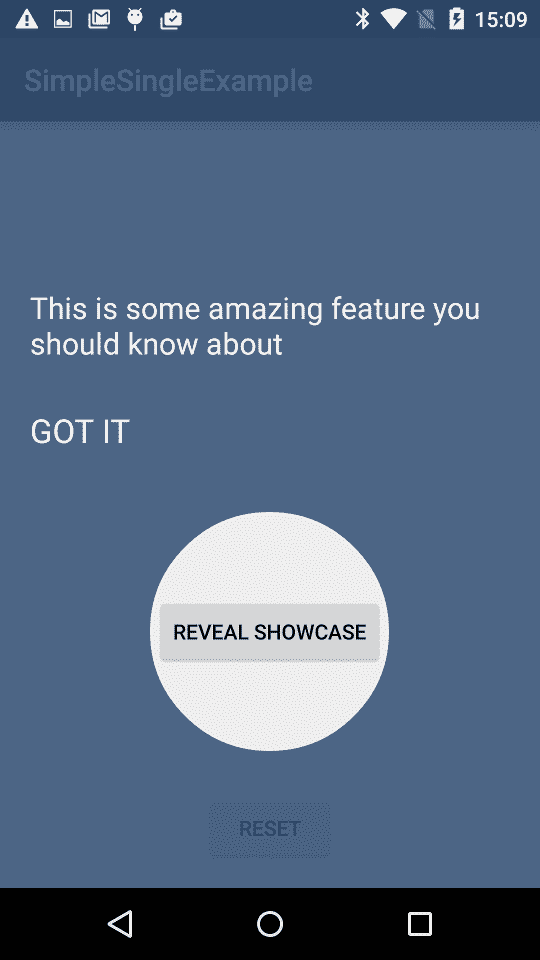 15:09
SimpleSingleExample
This is some amazing feature you
should know about
GOT IT
REVEAL SHOWCASE
RESET